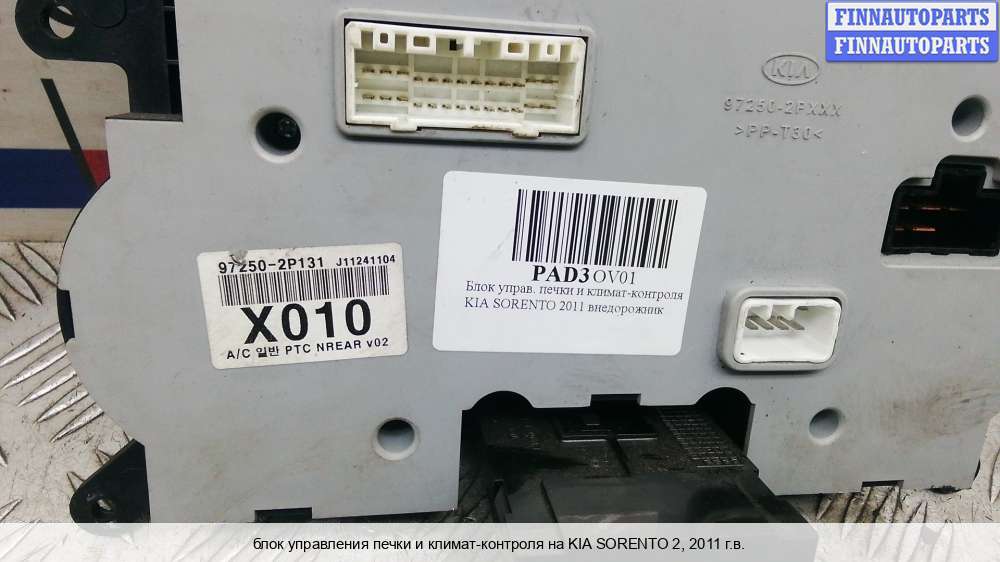 FINNAUTOPARTS
FINNAUTOPARTS
KIA
97250-2PXXX
>PP-T30<
97250-2P131 J11241104
X010
A/C 일반 PTC NREAR v02
PAD3OV01
Блок управ. печки и климат-контроля
KIA SORENTO 2011 внедорожник
блок управления печки и климат-контроля на KIA SORENTO 2, 2011 г.в.